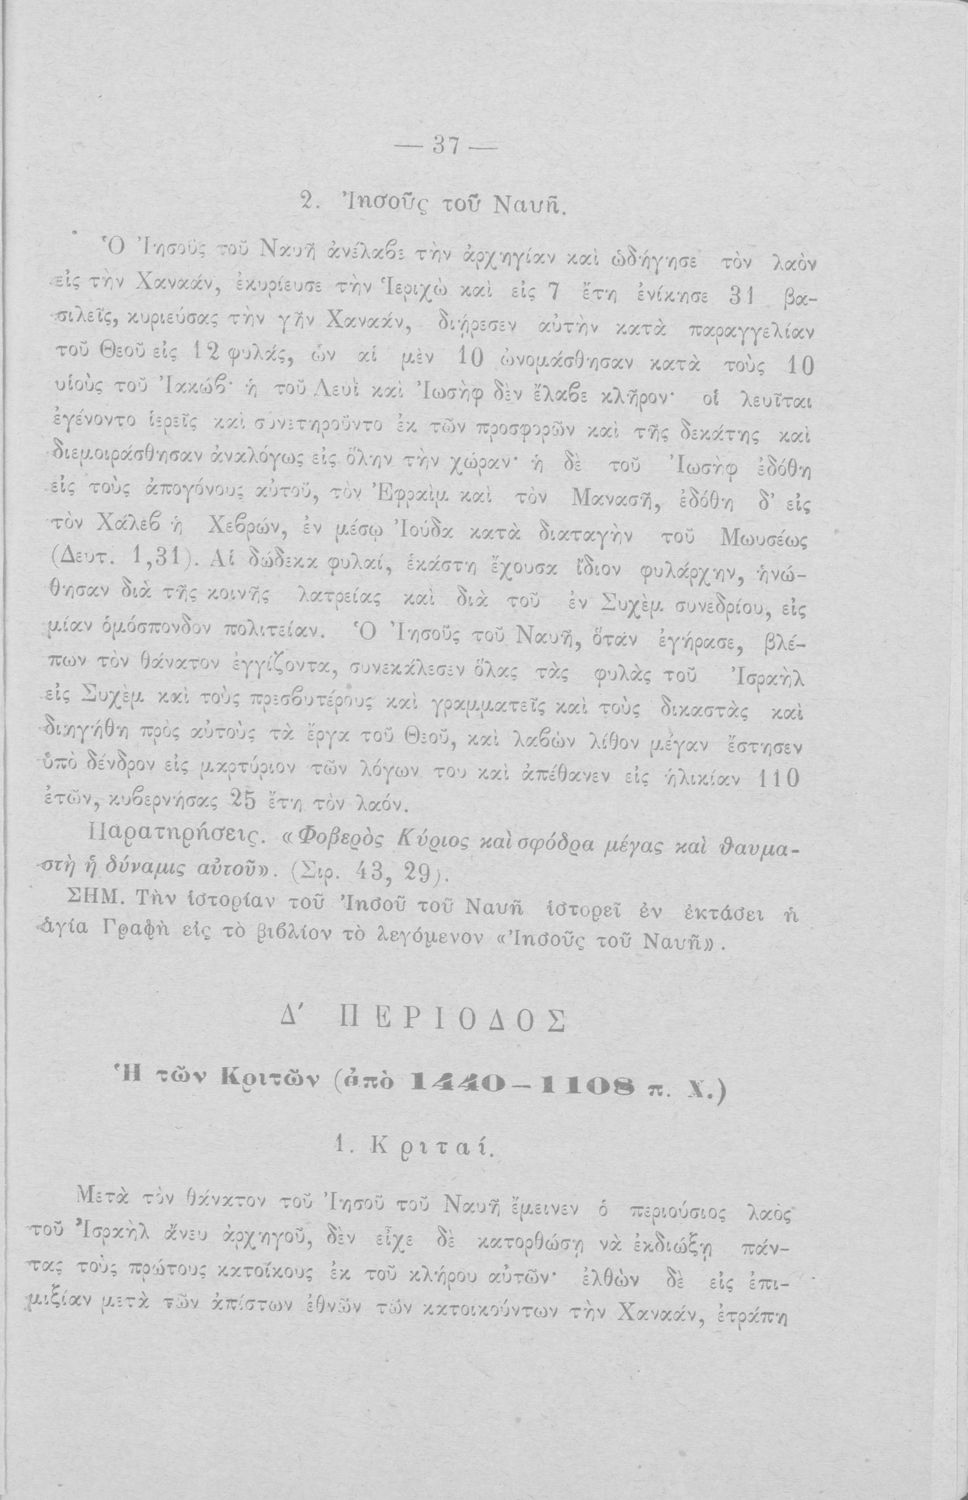 — 37 —
2. Ἰησοῦς τοῦ Ναυῆ.
Ὁ Ἰησοῦς τοῦ Ναυῆ ἀνέλαβε τὴν ἀρχηγίαν καὶ ὡδήγησε τὸν λαὸν
εἰς τὴν Χαναάν, ἐκυρίευσε τὴν Ἱεριχὼ καὶ εἰς 7 ἔτη ἐνίκησε 31 βα-
σιλεῖς, κυριεύσας τὴν γῆν Χαναάν, διῄρεσεν αὐτὴν κατὰ παραγγελίαν
τοῦ Θεοῦ εἰς 12 φυλάς, ὧν αἱ μὲν 10 ὠνομάσθησαν κατὰ τοὺς 10
υἱοὺς τοῦ Ἰακώβ· ἡ τοῦ Λευῒ καὶ Ἰωσὴφ δὲν ἔλαβε κλῆρον· οἱ λευῖται
ἐγένοντο ἱερεῖς καὶ συνετηροῦντο ἐκ τῶν προσφορῶν καὶ τῆς δεκάτης καὶ
διεμοιράσθησαν ἀναλόγως εἰς ὅλην τὴν χώραν· ἡ δὲ τοῦ Ἰωσὴφ ἐδόθη
εἰς τοὺς ἀπογόνους αὐτοῦ, τὸν Ἐφραὶμ καὶ τὸν Μανασῆ, ἐδόθη δ' εἰς
τὸν Χάλεβ ἡ Χεβρών, ἐν μέσῳ Ἰούδα κατὰ διαταγὴν τοῦ Μωυσέως
(Δευτ. 1,31). Αἱ δώδεκα φυλαί, ἑκάστη ἔχουσα ἴδιον φυλάρχην, ἡνώ-
θησαν διὰ τῆς κοινῆς λατρείας καὶ διὰ τοῦ ἐν Συχὲμ συνεδρίου, εἰς
μίαν ὁμόσπονδον πολιτείαν. Ὁ Ἰησοῦς τοῦ Ναυῆ, ὅταν ἐγήρασε, βλέ-
πων τὸν θάνατον ἐγγίζοντα, συνεκάλεσεν ὅλας τὰς φυλὰς τοῦ Ἰσραὴλ
εἰς Συχὲμ καὶ τοὺς πρεσβυτέρους καὶ γραμματεῖς καὶ τοὺς δικαστὰς καὶ
διηγήθη πρὸς αὐτοὺς τὰ ἔργα τοῦ Θεοῦ, καὶ λαβὼν λίθον μέγαν ἔστησεν
ὑπὸ δένδρον εἰς μαρτύριον τῶν λόγων του καὶ ἀπέθανεν εἰς ἡλικίαν 110
ἐτῶν, κυβερνήσας 25 ἔτη τὸν λαόν.
Παρατηρήσεις. «Φοβερὸς Κύριος καὶ σφόδρα μέγας καὶ θαυμα-
στὴ ἡ δύναμις αὐτοῦ». (Σιρ. 43, 29).
ΣΗΜ. Τὴν ἱστορίαν τοῦ Ἰησοῦ τοῦ Ναυῆ ἱστορεῖ ἐν ἐκτάσει ἡ
ἁγία Γραφὴ εἰς τὸ βιβλίον τὸ λεγόμενον «Ἰησοῦς τοῦ Ναυῆ».
Δ' ΠΕΡΙΟΔΟΣ
Ἡ τῶν Κριτῶν (ἀπὸ 1440 – 1108 π. Χ.)
1. Κριταί.
Μετὰ τὸν θάνατον τοῦ Ἰησοῦ τοῦ Ναυῆ ἔμεινεν ὁ περιούσιος λαὸς
τοῦ Ἰσραὴλ ἄνευ ἀρχηγοῦ, δὲν εἶχε δὲ κατορθώσῃ νὰ ἐκδιώξῃ πάν-
τας τοὺς πρώτους κατοίκους ἐκ τοῦ κλήρου αὐτῶν· ἐλθὼν δὲ εἰς ἐπι-
μιξίαν μετὰ τῶν ἀπίστων ἐθνῶν τῶν κατοικούντων τὴν Χαναάν, ἐτράπη